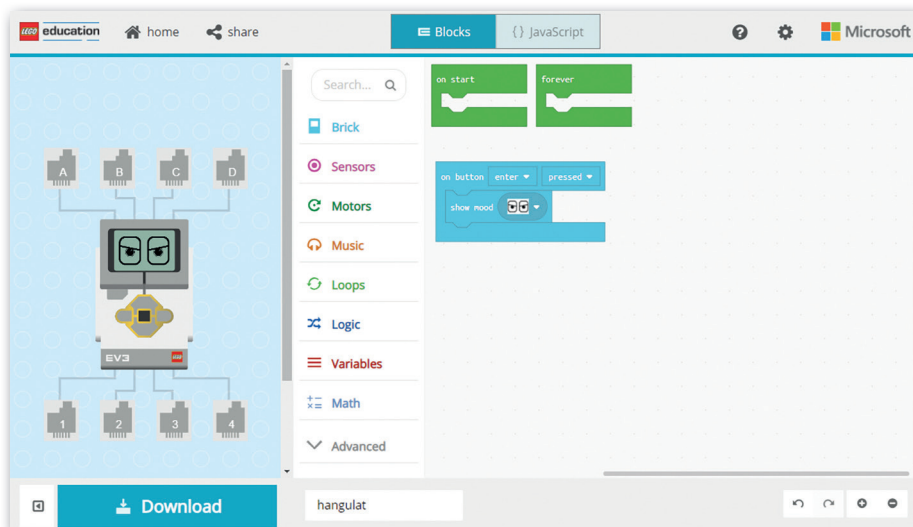 LEGO education home share Blocks {} JavaScript Microsoft
Search...
Brick
Sensors
Motors
Music
Loops
Logic
Variables
Math
Advanced
A B C D
EV3
1 2 3 4
on start
forever
on button enter pressed
show mood
Download
hangulat